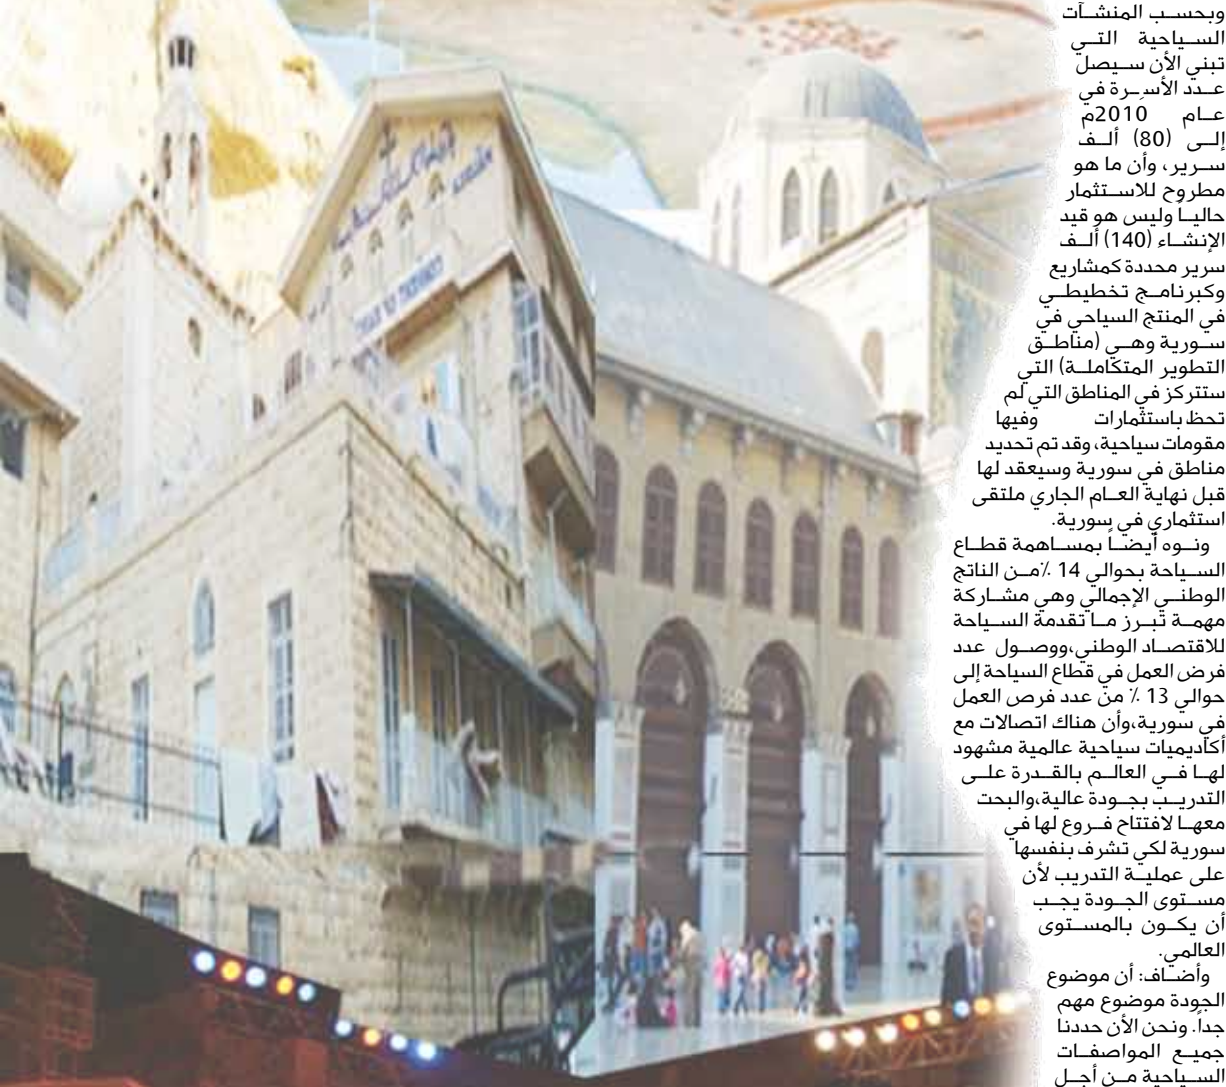 وبحسب المنشآت
السياحية التي
تبني الأن سيصل
عدد الأسِرة في
عام 2010م
إلى (80) ألف
سرير، وأن ما هو
مطروح للاستثمار
حالياً وليس هو قيد
الإنشاء (140) ألف
سرير محددة كمشاريع
وكبرنامج تخطيطي
في المنتج السياحي في
سورية وهي (مناطق
التطوير المتكاملة) التي
ستتركز في المناطق التي لم
تحظ باستثمارات وفيها
مقومات سياحية، وقد تم تحديد
مناطق في سورية وسيعقد لها
قبل نهاية العام الجاري ملتقى
استثماري في سورية.
ونوه أيضاً بمساهمة قطاع
السياحة بحوالي 14 ٪من الناتج
الوطني الإجمالي وهي مشاركة
مهمة تبرز ما تقدمة السياحة
للاقتصاد الوطني،ووصول عدد
فرض العمل في قطاع السياحة إلى
حوالي 13 ٪ من عدد فرص العمل
في سورية،وأن هناك اتصالات مع
أكاديميات سياحية عالمية مشهود
لها في العالم بالقدرة على
التدريب بجودة عالية،والبحت
معها لافتتاح فروع لها في
سورية لكي تشرف بنفسها
على عملية التدريب لأن
مستوى الجودة يجب
أن يكون بالمستوى
العالمي.
وأضاف: أن موضوع
الجودة موضوع مهم
جداً. ونحن الأن حددنا
جميع المواصفات
السياحية من أجل